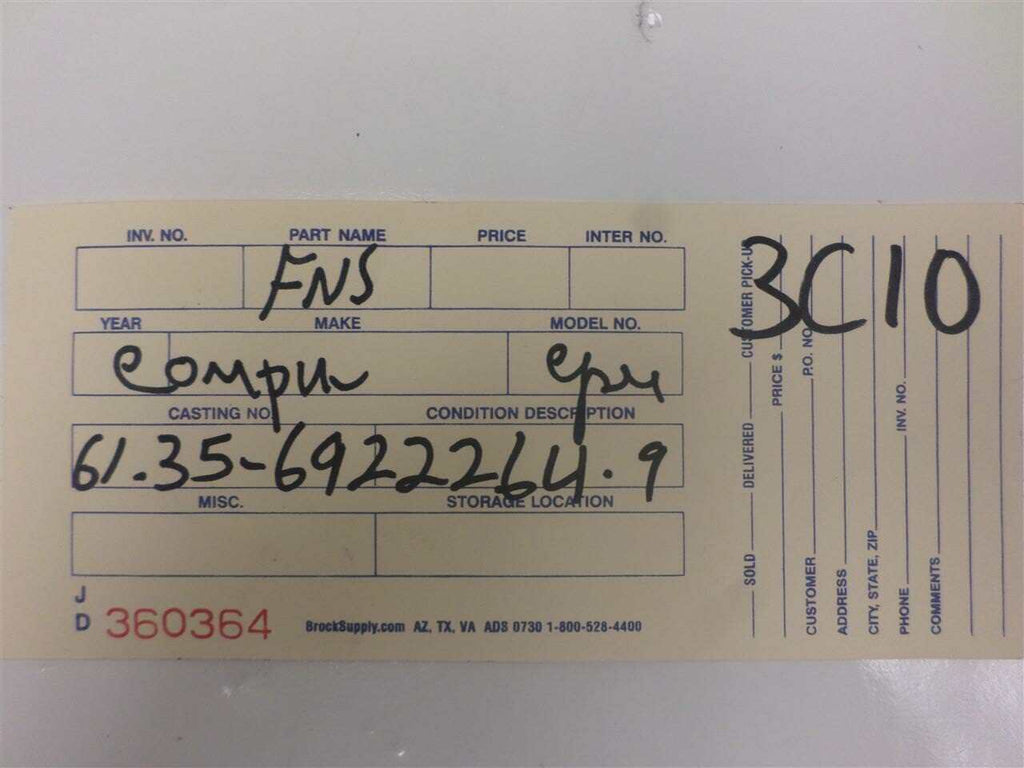 INV. NO. PART NAME PRICE INTER NO.
FNS
YEAR MAKE MODEL NO.
compu cpu
CASTING NO. CONDITION DESCRIPTION
61.35-6922264.9
MISC. STORAGE LOCATION
JD 360364 BrockSupply.com AZ, TX, VA ADS 0730 1-800-528-4400
3C10
SOLD DELIVERED CUSTOMER PICK-U
PRICE $
CUSTOMER P.O. NO.
ADDRESS
CITY, STATE, ZIP
PHONE INV. NO.
COMMENTS